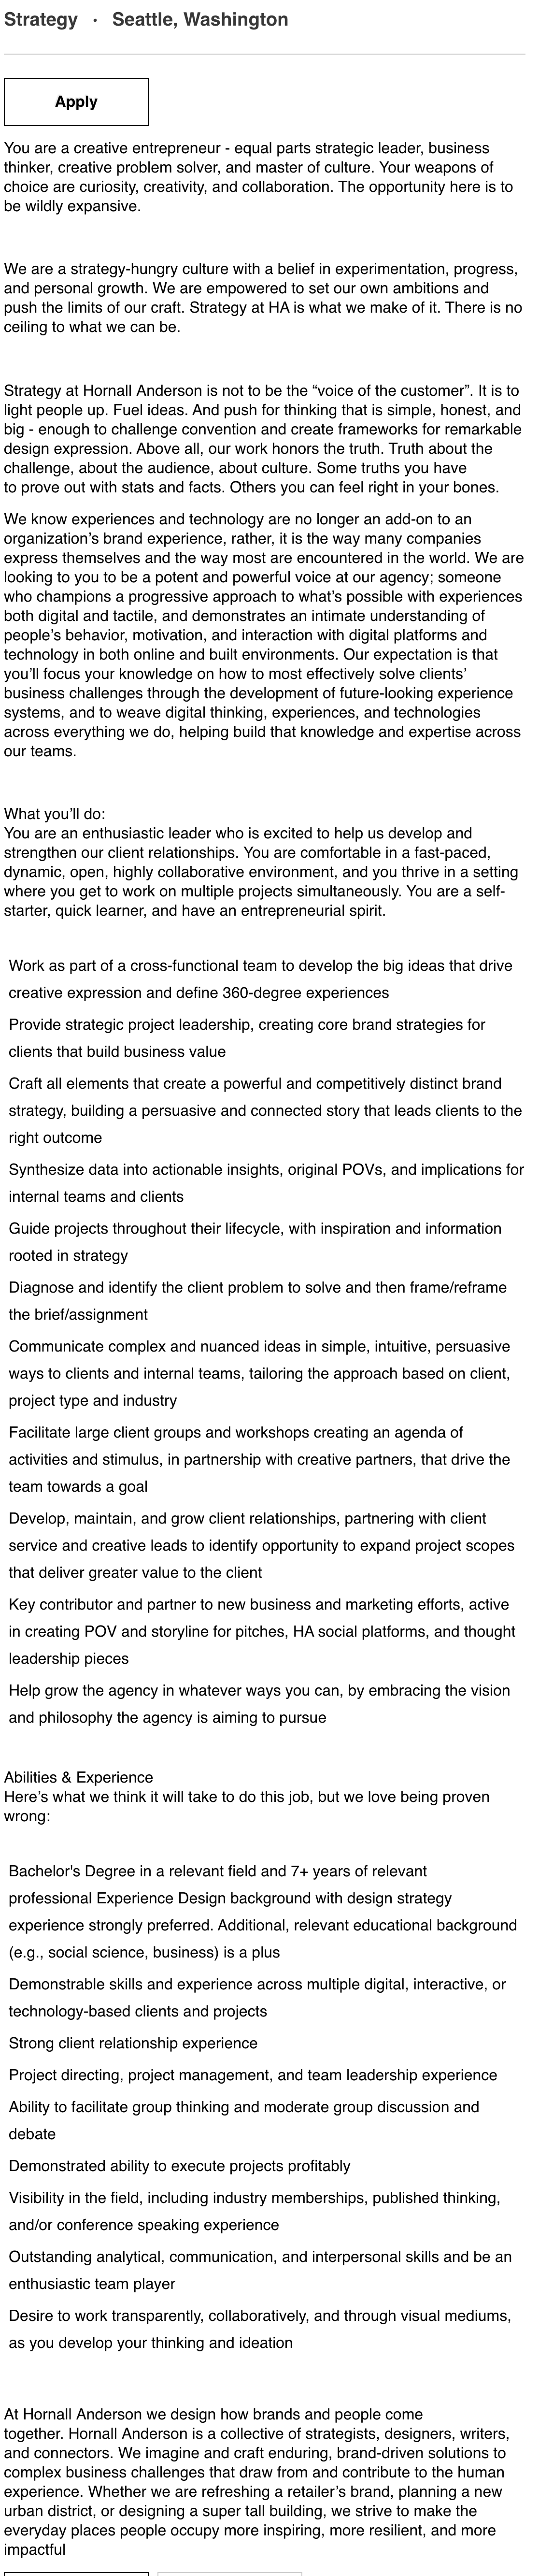 Strategy · Seattle, Washington
Apply
You are a creative entrepreneur - equal parts strategic leader, business
thinker, creative problem solver, and master of culture. Your weapons of
choice are curiosity, creativity, and collaboration. The opportunity here is to
be wildly expansive.
We are a strategy-hungry culture with a belief in experimentation, progress,
and personal growth. We are empowered to set our own ambitions and
push the limits of our craft. Strategy at HA is what we make of it. There is no
ceiling to what we can be.
Strategy at Hornall Anderson is not to be the “voice of the customer”. It is to
light people up. Fuel ideas. And push for thinking that is simple, honest, and
big - enough to challenge convention and create frameworks for remarkable
design expression. Above all, our work honors the truth. Truth about the
challenge, about the audience, about culture. Some truths you have
to prove out with stats and facts. Others you can feel right in your bones.
We know experiences and technology are no longer an add-on to an
organization’s brand experience, rather, it is the way many companies
express themselves and the way most are encountered in the world. We are
looking to you to be a potent and powerful voice at our agency; someone
who champions a progressive approach to what’s possible with experiences
both digital and tactile, and demonstrates an intimate understanding of
people’s behavior, motivation, and interaction with digital platforms and
technology in both online and built environments. Our expectation is that
you’ll focus your knowledge on how to most effectively solve clients’
business challenges through the development of future-looking experience
systems, and to weave digital thinking, experiences, and technologies
across everything we do, helping build that knowledge and expertise across
our teams.
What you’ll do:
You are an enthusiastic leader who is excited to help us develop and
strengthen our client relationships. You are comfortable in a fast-paced,
dynamic, open, highly collaborative environment, and you thrive in a setting
where you get to work on multiple projects simultaneously. You are a self-
starter, quick learner, and have an entrepreneurial spirit.
Work as part of a cross-functional team to develop the big ideas that drive
creative expression and define 360-degree experiences
Provide strategic project leadership, creating core brand strategies for
clients that build business value
Craft all elements that create a powerful and competitively distinct brand
strategy, building a persuasive and connected story that leads clients to the
right outcome
Synthesize data into actionable insights, original POVs, and implications for
internal teams and clients
Guide projects throughout their lifecycle, with inspiration and information
rooted in strategy
Diagnose and identify the client problem to solve and then frame/reframe
the brief/assignment
Communicate complex and nuanced ideas in simple, intuitive, persuasive
ways to clients and internal teams, tailoring the approach based on client,
project type and industry
Facilitate large client groups and workshops creating an agenda of
activities and stimulus, in partnership with creative partners, that drive the
team towards a goal
Develop, maintain, and grow client relationships, partnering with client
service and creative leads to identify opportunity to expand project scopes
that deliver greater value to the client
Key contributor and partner to new business and marketing efforts, active
in creating POV and storyline for pitches, HA social platforms, and thought
leadership pieces
Help grow the agency in whatever ways you can, by embracing the vision
and philosophy the agency is aiming to pursue
Abilities & Experience
Here’s what we think it will take to do this job, but we love being proven
wrong:
Bachelor's Degree in a relevant field and 7+ years of relevant
professional Experience Design background with design strategy
experience strongly preferred. Additional, relevant educational background
(e.g., social science, business) is a plus
Demonstrable skills and experience across multiple digital, interactive, or
technology-based clients and projects
Strong client relationship experience
Project directing, project management, and team leadership experience
Ability to facilitate group thinking and moderate group discussion and
debate
Demonstrated ability to execute projects profitably
Visibility in the field, including industry memberships, published thinking,
and/or conference speaking experience
Outstanding analytical, communication, and interpersonal skills and be an
enthusiastic team player
Desire to work transparently, collaboratively, and through visual mediums,
as you develop your thinking and ideation
At Hornall Anderson we design how brands and people come
together. Hornall Anderson is a collective of strategists, designers, writers,
and connectors. We imagine and craft enduring, brand-driven solutions to
complex business challenges that draw from and contribute to the human
experience. Whether we are refreshing a retailer’s brand, planning a new
urban district, or designing a super tall building, we strive to make the
everyday places people occupy more inspiring, more resilient, and more
impactful